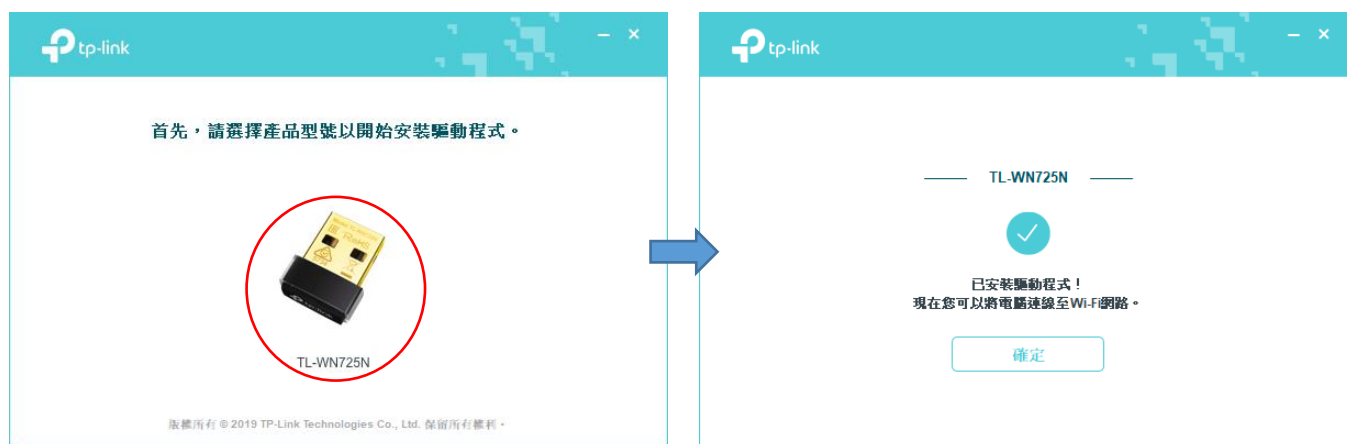 tp-link
首先，請選擇產品型號以開始安裝驅動程式。
TL-WN725N
版權所有 © 2019 TP-Link Technologies Co., Ltd. 保留所有權利。
tp-link
TL-WN725N
已安裝驅動程式！
現在您可以將電腦連線至Wi-Fi網路。
確定